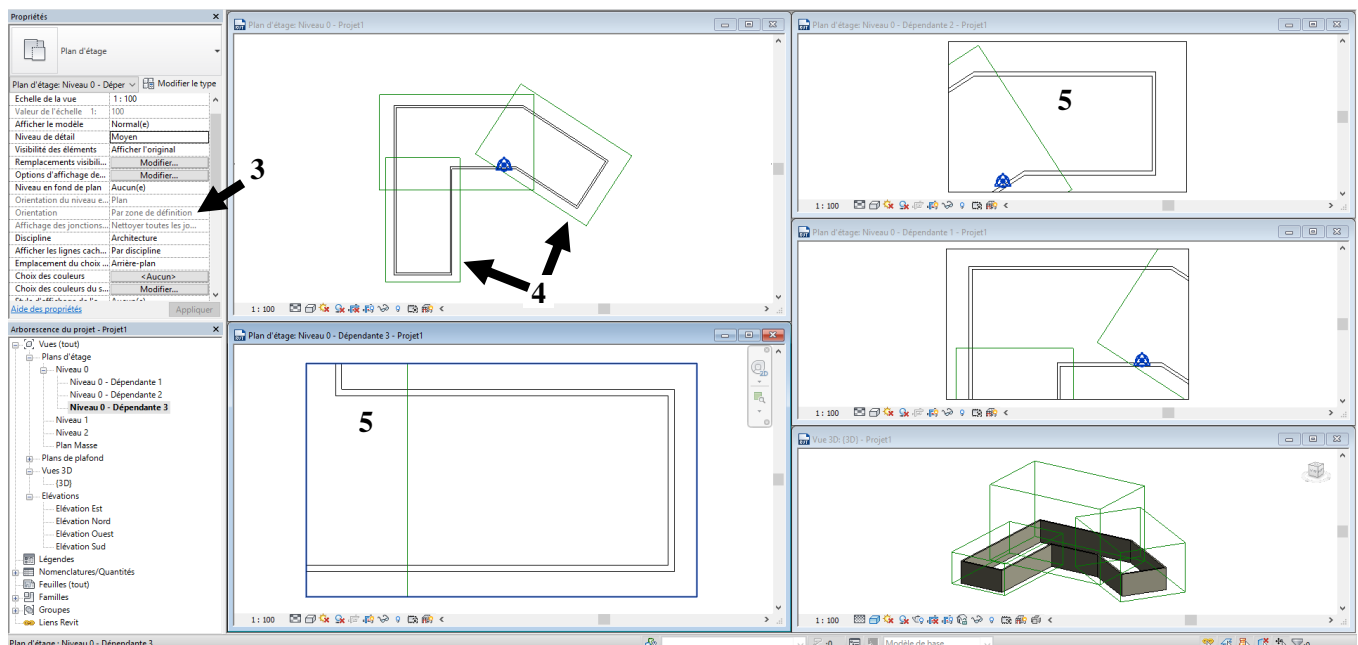 Propriétés
Plan d'étage
Plan d'étage: Niveau 0 - Déper
Modifier le type
Echelle de la vue 1 : 100
Valeur de l'échelle 1: 100
Afficher le modèle Normal(e)
Niveau de détail Moyen
Visibilité des éléments Afficher l'original
Remplacements visibili... Modifier...
Options d'affichage de... Modifier...
Niveau en fond de plan Aucun(e)
Orientation du niveau e... Plan
Orientation Par zone de définition
Affichage des jonctions... Nettoyer toutes les jo...
Discipline Architecture
Afficher les lignes cach... Par discipline
Emplacement du choix ... Arrière-plan
Choix des couleurs <Aucun>
Choix des couleurs du s... Modifier...
Aide des propriétés
Appliquer
Arborescence du projet - Projet1
Vues (tout)
Plans d'étage
Niveau 0
Niveau 0 - Dépendante 1
Niveau 0 - Dépendante 2
Niveau 0 - Dépendante 3
Niveau 1
Niveau 2
Plan Masse
Plans de plafond
Vues 3D
{3D}
Elévations
Elévation Est
Elévation Nord
Elévation Ouest
Elévation Sud
Légendes
Nomenclatures/Quantités
Feuilles (tout)
Familles
Groupes
Liens Revit
Plan d'étage: Niveau 0 - Projet1
3
4
1 : 100
Plan d'étage: Niveau 0 - Dépendante 3 - Projet1
5
2D
1 : 100
Plan d'étage: Niveau 0 - Dépendante 2 - Projet1
5
1 : 100
Plan d'étage: Niveau 0 - Dépendante 1 - Projet1
1 : 100
Vue 3D: {3D} - Projet1
1 : 100
Plan d'étage : Niveau 0 - Dépendante 3
:0
Modèle de base
:0